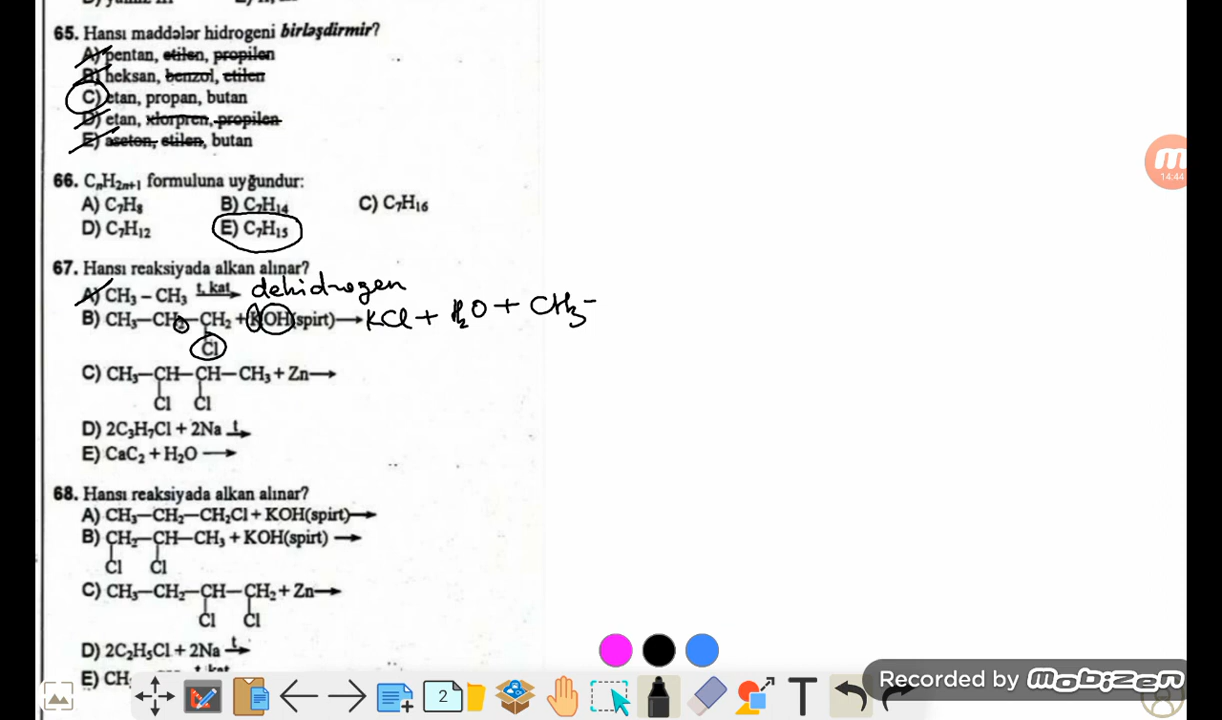 65. Hansı maddələr hidrogeni birləşdirmir?
A) pentan, etilen, propilen
B) heksan, benzol, etilen
C) etan, propan, butan
D) etan, xlorpren, propilen
E) aseton, etilen, butan
66. CnH2n+1 formuluna uyğundur:
A) C7H8 B) C7H14 C) C7H16
D) C7H12 E) C7H15
67. Hansı reaksiyada alkan alınar?
A) CH3 – CH3 t, kat dehidrogen
B) CH3—CH2—CH2 + KOH(spirt)⟶ KCl + H2O + CH3-
Cl
C) CH3—CH—CH—CH3 + Zn⟶
Cl Cl
D) 2C3H7Cl + 2Na t⟶
E) CaC2 + H2O ⟶
68. Hansı reaksiyada alkan alınar?
A) CH3—CH2—CH2Cl + KOH(spirt)⟶
B) CH2—CH—CH3 + KOH(spirt) ⟶
Cl Cl
C) CH3—CH2—CH—CH2 + Zn⟶
Cl Cl
D) 2C2H5Cl + 2Na t⟶
E) CH
14:44
2
T
Recorded by mobizen